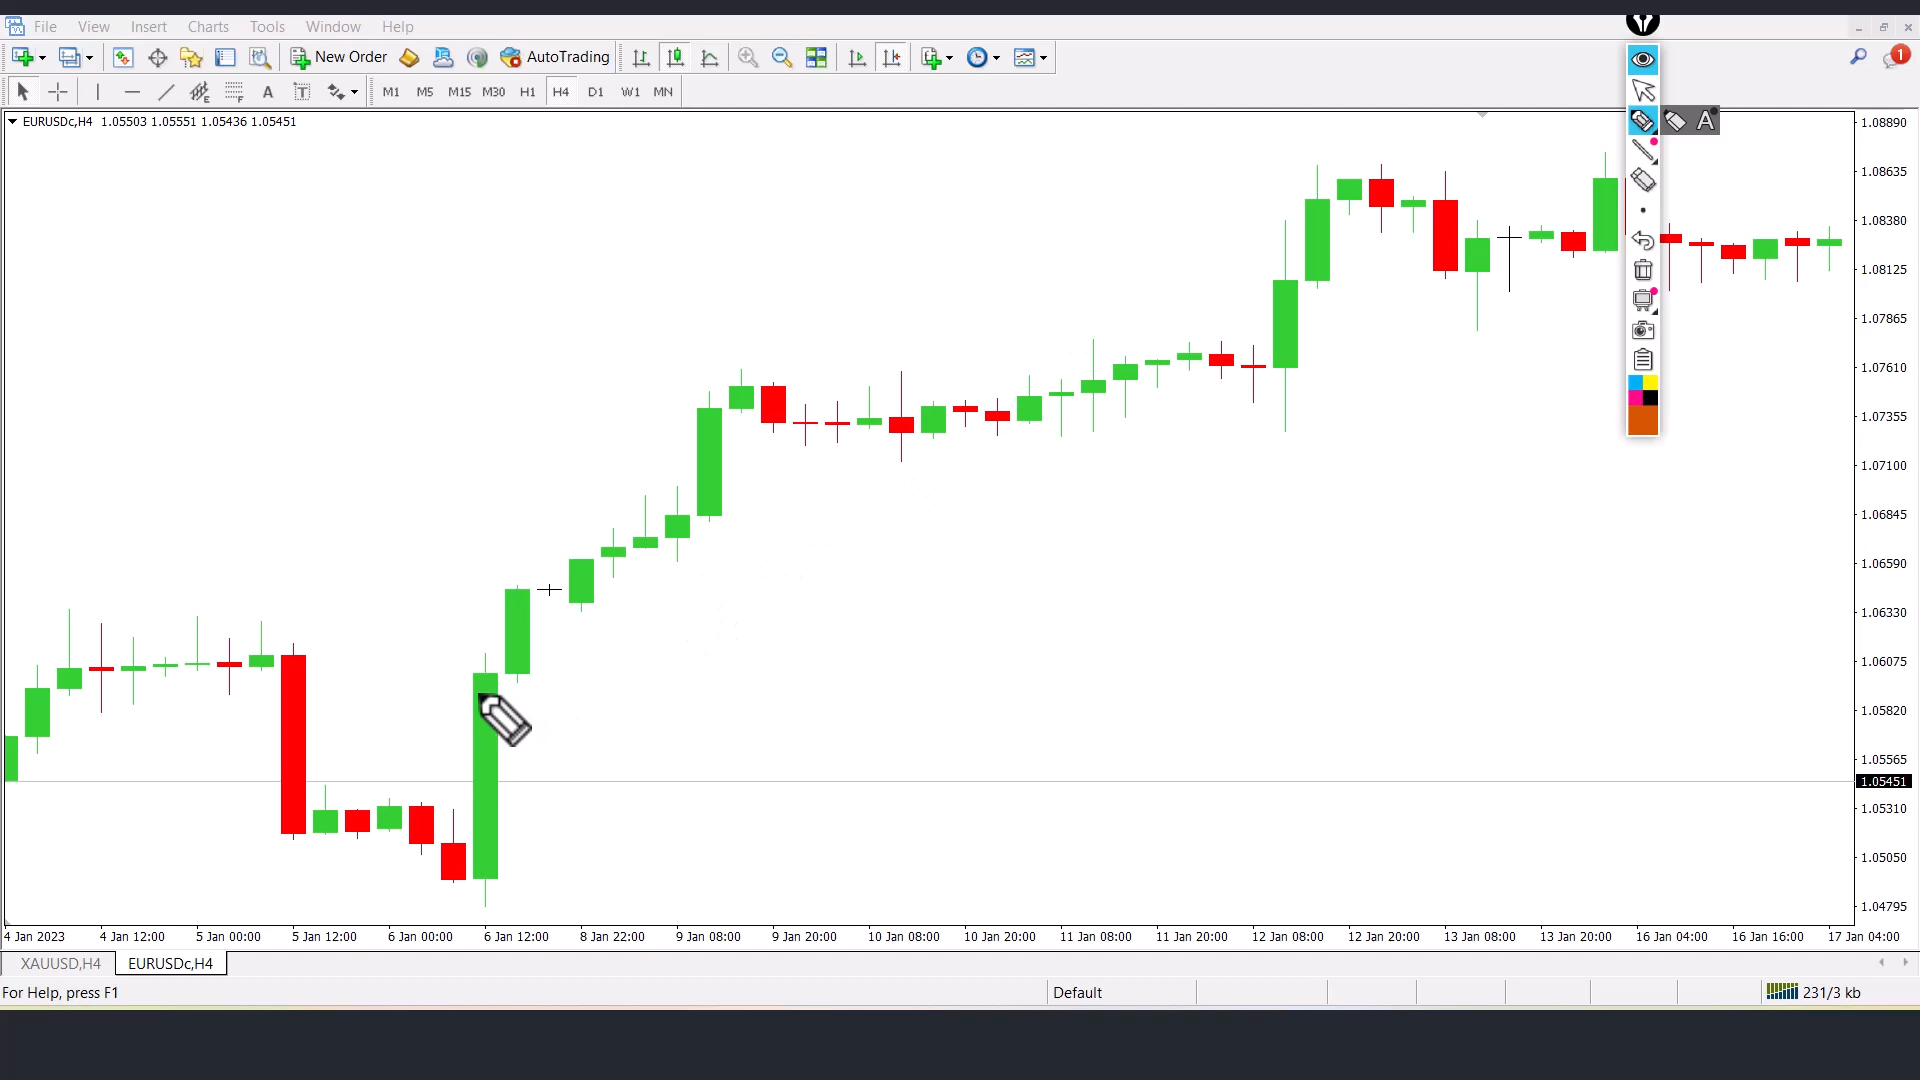 File View Insert Charts Tools Window Help
New Order AutoTrading
1
A T M1 M5 M15 M30 H1 H4 D1 W1 MN
A
EURUSDc,H4 1.05503 1.05551 1.05436 1.05451
1.08890
1.08635
1.08380
1.08125
1.07865
1.07610
1.07355
1.07100
1.06845
1.06590
1.06330
1.06075
1.05820
1.05565
1.05451
1.05310
1.05050
1.04795
4 Jan 2023 4 Jan 12:00 5 Jan 00:00 5 Jan 12:00 6 Jan 00:00 6 Jan 12:00 8 Jan 22:00 9 Jan 08:00 9 Jan 20:00 10 Jan 08:00 10 Jan 20:00 11 Jan 08:00 11 Jan 20:00 12 Jan 08:00 12 Jan 20:00 13 Jan 08:00 13 Jan 20:00 16 Jan 04:00 16 Jan 16:00 17 Jan 04:00
XAUUSD,H4 EURUSDc,H4
For Help, press F1 Default 231/3 kb